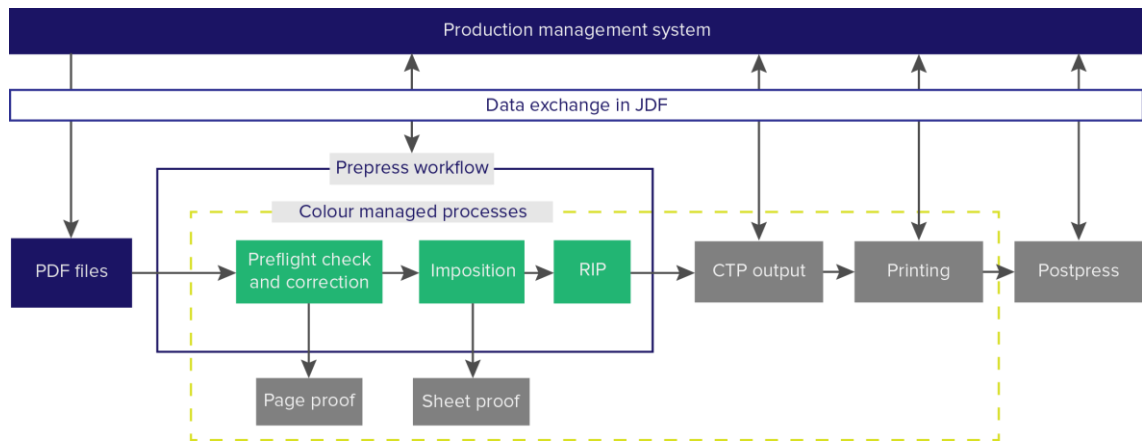 Production management system
Data exchange in JDF
Prepress workflow
Colour managed processes
PDF files
Preflight check
and correction
Imposition
RIP
CTP output
Printing
Postpress
Page proof
Sheet proof